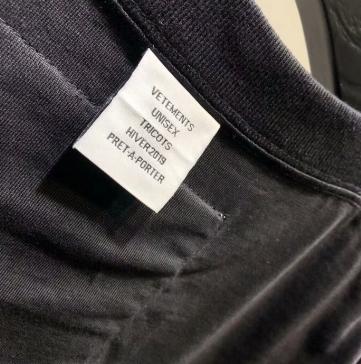 VETEMENTS
UNISEX
TRICOTS
HIVER2019
PRET-A-PORTER